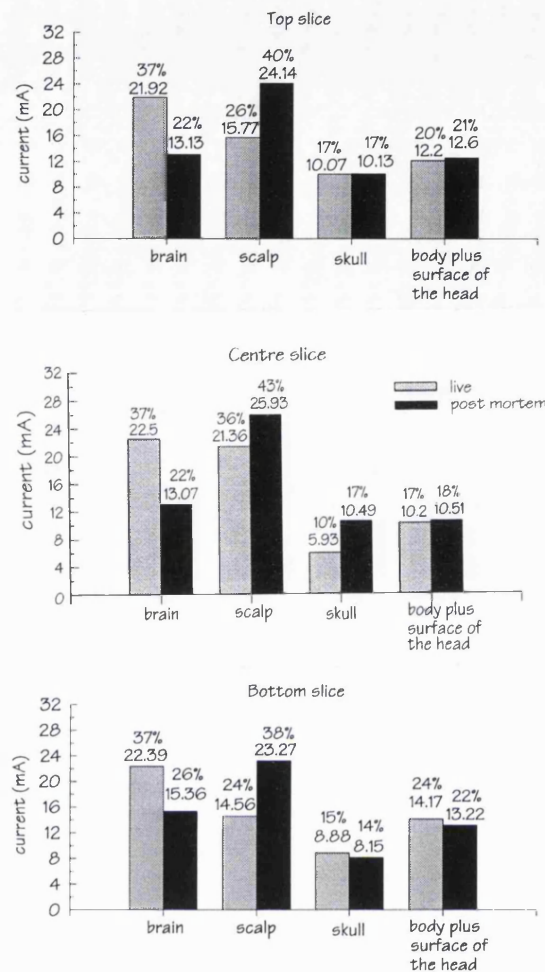 Top slice
current (mA)
32
28
24
20
16
12
8
4
0
37%
21.92
22%
13.13
26%
15.77
40%
24.14
17%
10.07
17%
10.13
20%
12.2
21%
12.6
brain
scalp
skull
body plus
surface of
the head
Centre slice
live
post mortem
current (mA)
32
28
24
20
16
12
8
4
0
37%
22.5
22%
13.07
36%
21.36
43%
25.93
10%
5.93
17%
10.49
17%
10.2
18%
10.51
brain
scalp
skull
body plus
surface of
the head
Bottom slice
current (mA)
32
28
24
20
16
12
8
4
0
37%
22.39
26%
15.36
24%
14.56
38%
23.27
15%
8.88
14%
8.15
24%
14.17
22%
13.22
brain
scalp
skull
body plus
surface of
the head